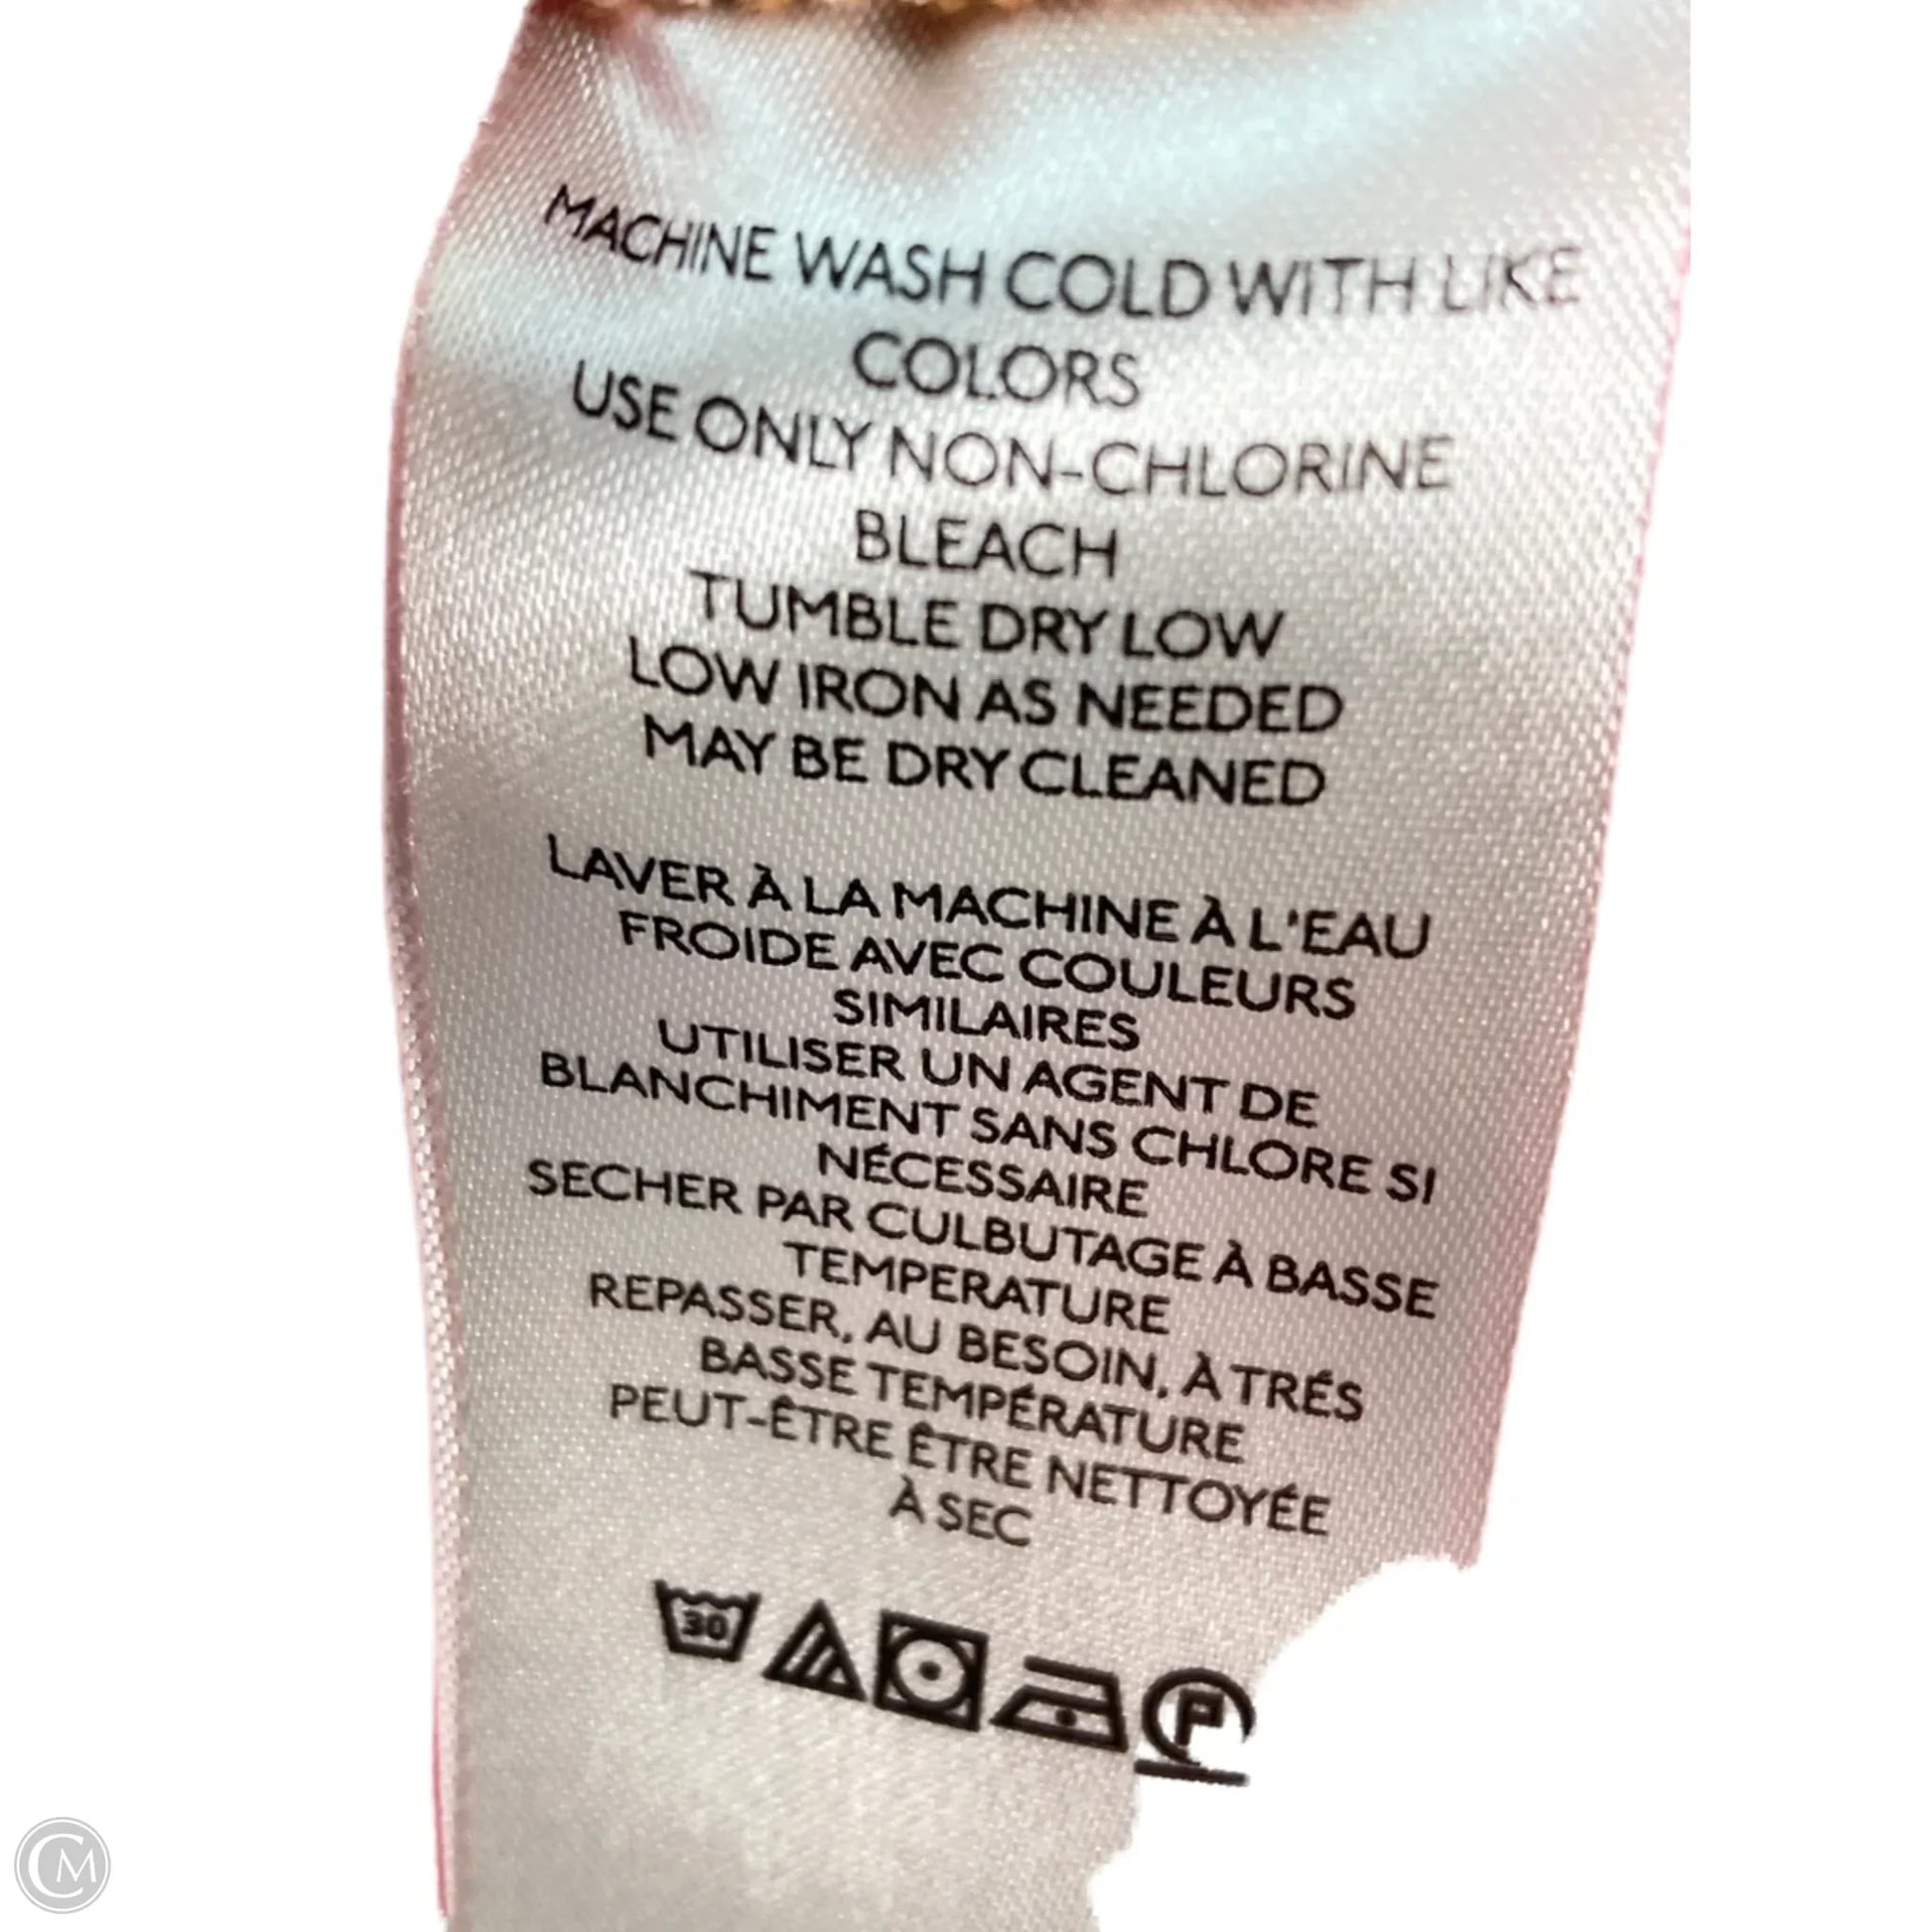 MACHINE WASH COLD WITH LIKE
COLORS
USE ONLY NON-CHLORINE
BLEACH
TUMBLE DRY LOW
LOW IRON AS NEEDED
MAY BE DRY CLEANED
LAVER À LA MACHINE À L'EAU
FROIDE AVEC COULEURS
SIMILAIRES
UTILISER UN AGENT DE
BLANCHIMENT SANS CHLORE SI
NÉCESSAIRE
SECHER PAR CULBUTAGE À BASSE
TEMPERATURE
REPASSER, AU BESOIN, À TRÉS
BASSE TEMPÉRATURE
PEUT-ÊTRE ÊTRE NETTOYÉE
À SEC
30 P
CM